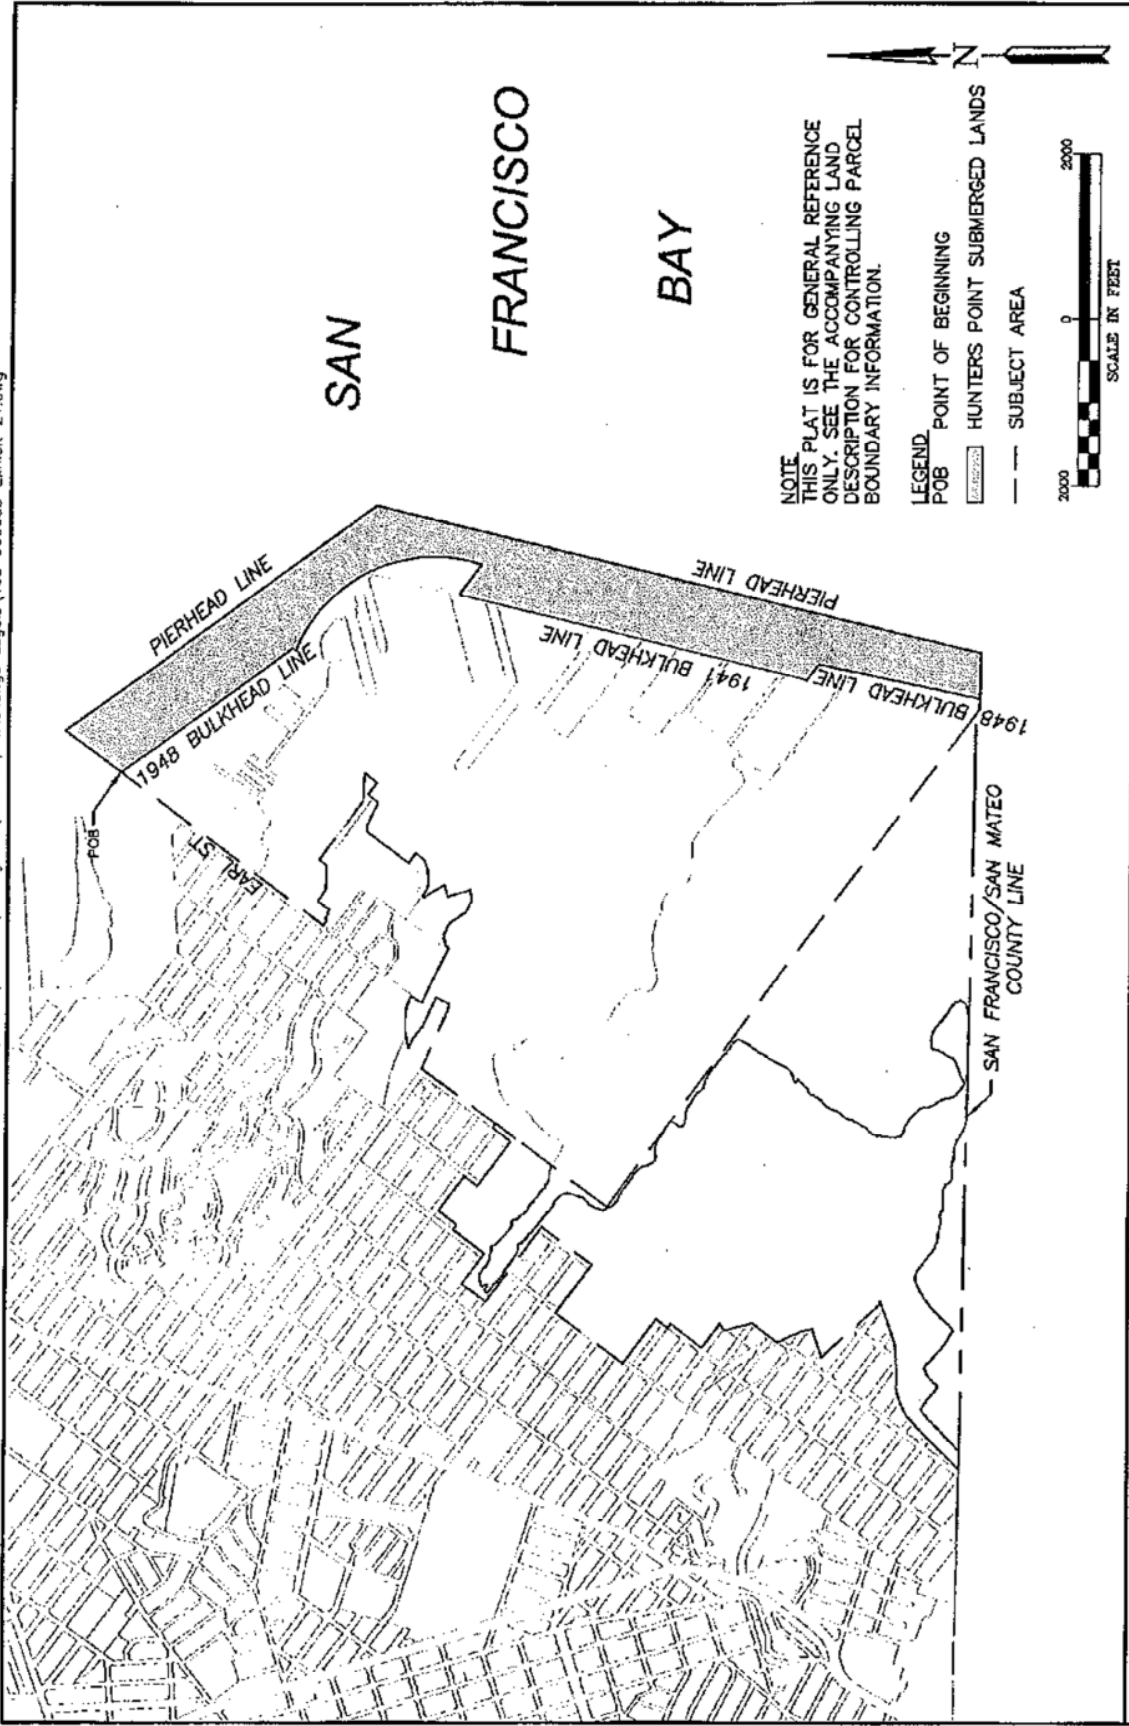 SAN
FRANCISCO
BAY
N
NOTE
THIS PLAT IS FOR GENERAL REFERENCE
ONLY. SEE THE ACCOMPANYING LAND
DESCRIPTION FOR CONTROLLING PARCEL
BOUNDARY INFORMATION.
LEGEND
POB POINT OF BEGINNING
HUNTERS POINT SUBMERGED LANDS
SUBJECT AREA
2000 0 2000
SCALE IN FEET
PIERHEAD LINE
1948 BULKHEAD LINE
POB
EARL ST
PIERHEAD LINE
1941 BULKHEAD LINE
1948 BULKHEAD LINE
SAN FRANCISCO/SAN MATEO
COUNTY LINE